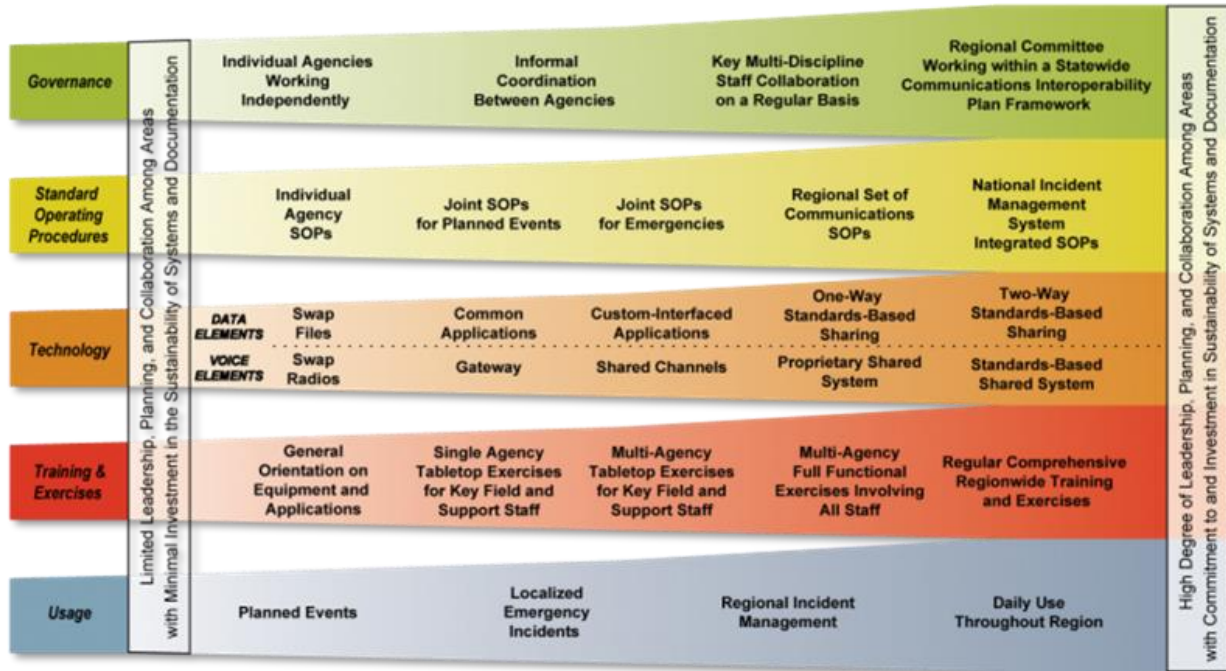 Limited Leadership, Planning, and Collaboration Among Areas
with Minimal Investment in the Sustainability of Systems and Documentation
Governance
Individual Agencies
Working
Independently
Informal
Coordination
Between Agencies
Key Multi-Discipline
Staff Collaboration
on a Regular Basis
Regional Committee
Working within a Statewide
Communications Interoperability
Plan Framework
Standard
Operating
Procedures
Individual
Agency
SOPs
Joint SOPs
for Planned Events
Joint SOPs
for Emergencies
Regional Set of
Communications
SOPs
National Incident
Management
System
Integrated SOPs
Technology
DATA
ELEMENTS
Swap
Files
Common
Applications
Custom-Interfaced
Applications
One-Way
Standards-Based
Sharing
Two-Way
Standards-Based
Sharing
VOICE
ELEMENTS
Swap
Radios
Gateway
Shared Channels
Proprietary Shared
System
Standards-Based
Shared System
Training &
Exercises
General
Orientation on
Equipment and
Applications
Single Agency
Tabletop Exercises
for Key Field and
Support Staff
Multi-Agency
Tabletop Exercises
for Key Field and
Support Staff
Multi-Agency
Full Functional
Exercises Involving
All Staff
Regular Comprehensive
Regionwide Training
and Exercises
Usage
Planned Events
Localized
Emergency
Incidents
Regional Incident
Management
Daily Use
Throughout Region
High Degree of Leadership, Planning, and Collaboration Among Areas
with Commitment to and Investment in Sustainability of Systems and Documentation